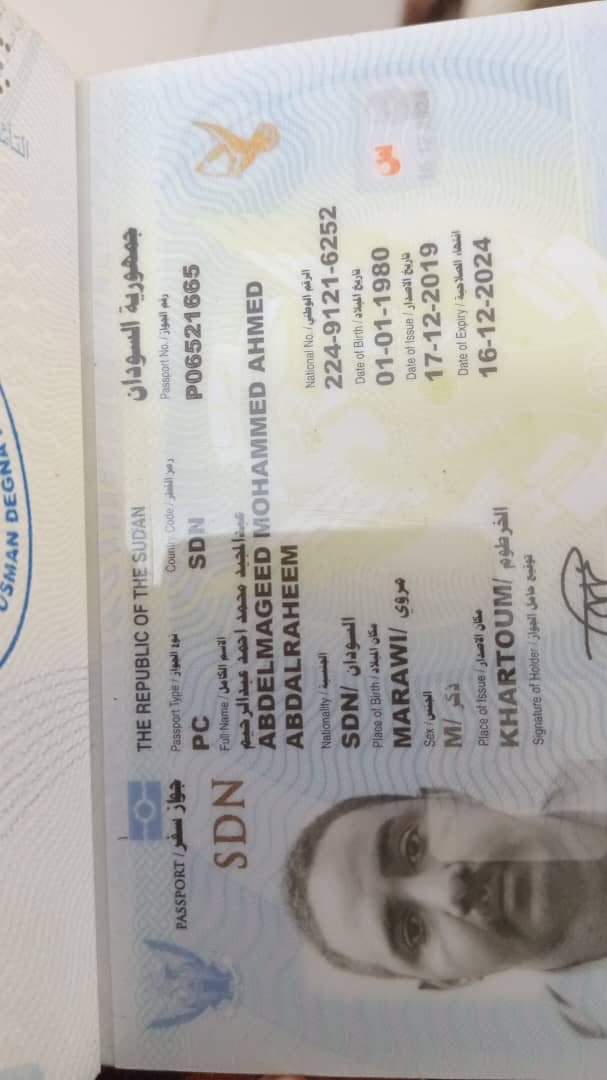 USMAN DEGNA
THE REPUBLIC OF THE SUDAN جمهورية السودان
PASSPORT / جواز سفر
Passport Type / نوع الجواز Country Code / رمز القطر Passport No. / رقم الجواز
PC SDN P06521665
SDN
Full Name / الاسم الكامل
عبدالمجيد محمد احمد عبدالرحيم
ABDELMAGEED MOHAMMED AHMED
ABDALRAHEEM
Nationality / الجنسية National No. / الرقم الوطني
SDN/ السودان 224-9121-6252
Place of Birth / مكان الميلاد Date of Birth / تاريخ الميلاد
MARAWI/ مروي 01-01-1980
Sex / الجنس Date of Issue / تاريخ الاصدار
M/ ذكر 17-12-2019
Place of Issue / مكان الاصدار Date of Expiry / انتهاء الصلاحية
KHARTOUM/ الخرطوم 16-12-2024
Signature of Holder / توقيع حامل الجواز